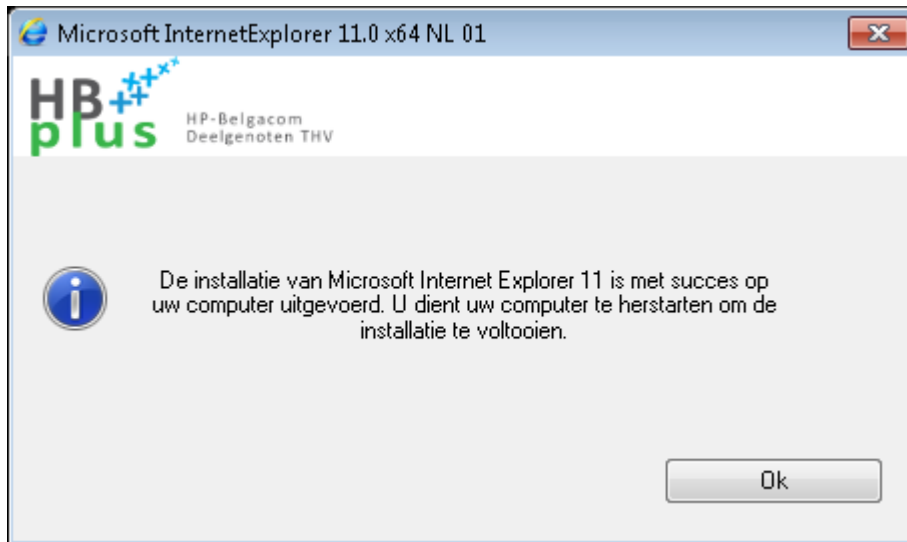 Microsoft InternetExplorer 11.0 x64 NL 01
HB
plus
HP-Belgacom
Deelgenoten THV
De installatie van Microsoft Internet Explorer 11 is met succes op
uw computer uitgevoerd. U dient uw computer te herstarten om de
installatie te voltooien.
Ok